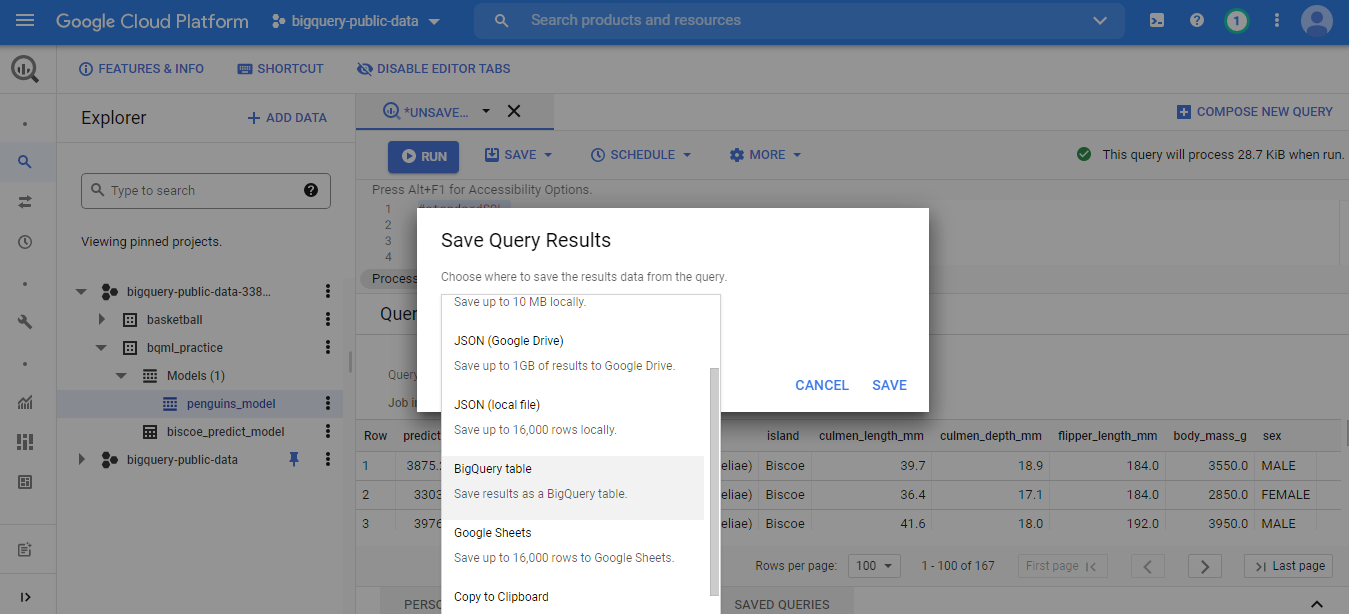 Google Cloud Platform
bigquery-public-data
Search products and resources
1
FEATURES & INFO
SHORTCUT
DISABLE EDITOR TABS
Explorer
ADD DATA
*UNSAVE...
COMPOSE NEW QUERY
RUN
SAVE
SCHEDULE
MORE
This query will process 28.7 KiB when run.
Type to search
Press Alt+F1 for Accessibility Options.
1
2
3
4
Viewing pinned projects.
bigquery-public-data-338...
basketball
bqml_practice
Models (1)
penguins_model
biscoe_predict_model
bigquery-public-data
Process
Save Query Results
Choose where to save the results data from the query.
Save up to 10 MB locally.
JSON (Google Drive)
Save up to 1GB of results to Google Drive.
JSON (local file)
Save up to 16,000 rows locally.
BigQuery table
Save results as a BigQuery table.
Google Sheets
Save up to 16,000 rows to Google Sheets.
Copy to Clipboard
CANCEL
SAVE
Quer
Query
Job in
Row predict island culmen_length_mm culmen_depth_mm flipper_length_mm body_mass_g sex
1 3875.2 eliae) Biscoe 39.7 18.9 184.0 3550.0 MALE
2 3303 eliae) Biscoe 36.4 17.1 184.0 2850.0 FEMALE
3 3976 eliae) Biscoe 41.6 18.0 192.0 3950.0 MALE
Rows per page: 100 1 - 100 of 167 First page Last page
PERSO
SAVED QUERIES